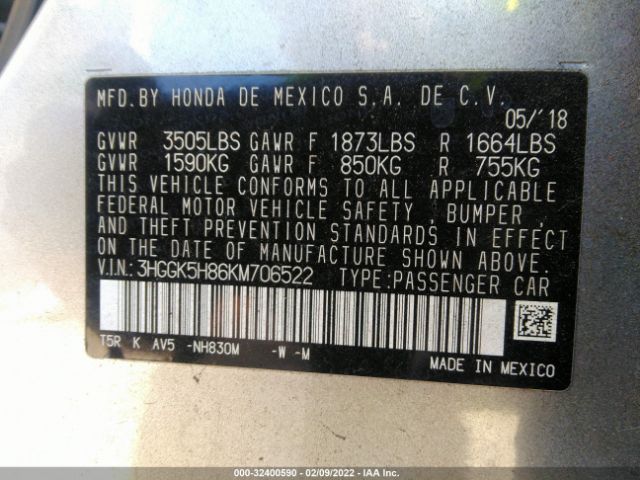 MFD.BY HONDA DE MEXICO S.A. DE C.V.
05/'18
GVWR 3505LBS GAWR F 1873LBS R 1664LBS
GVWR 1590KG GAWR F 850KG R 755KG
THIS VEHICLE CONFORMS TO ALL APPLICABLE
FEDERAL MOTOR VEHICLE SAFETY , BUMPER ,
AND THEFT PREVENTION STANDARDS IN EFFECT
ON THE DATE OF MANUFACTURE SHOWN ABOVE.
V.I.N: 3HGGK5H86KM706522 TYPE:PASSENGER CAR
T5R K AV5 -NH830M -W -M
MADE IN MEXICO
000-32400590 - 02/09/2022 - IAA Inc.